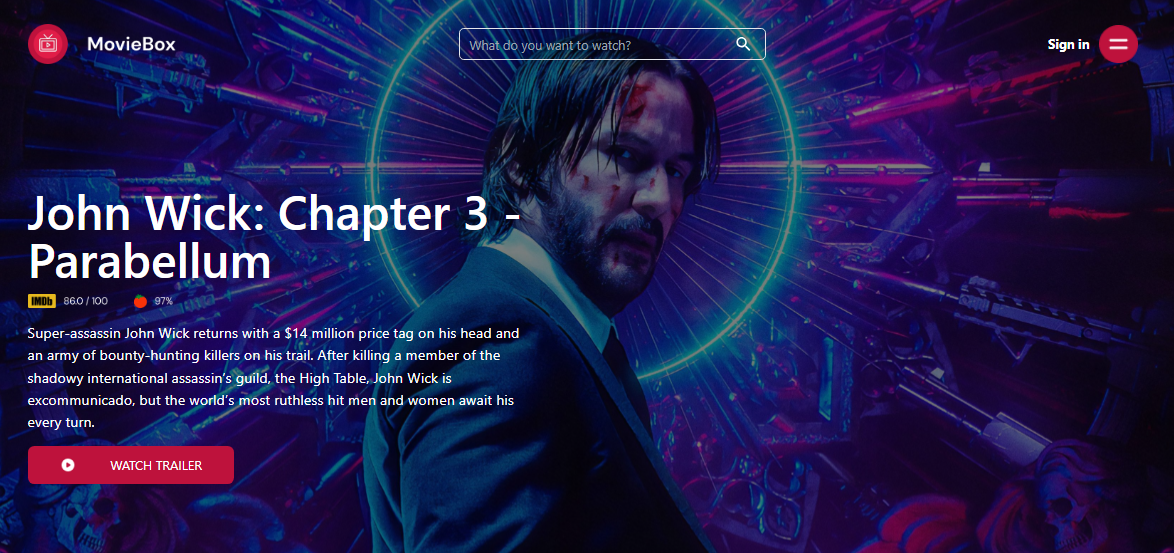 MovieBox
What do you want to watch?
Sign in
John Wick: Chapter 3 -
Parabellum
IMDb 86.0 / 100 97%
Super-assassin John Wick returns with a $14 million price tag on his head and
an army of bounty-hunting killers on his trail. After killing a member of the
shadowy international assassin’s guild, the High Table, John Wick is
excommunicado, but the world’s most ruthless hit men and women await his
every turn.
WATCH TRAILER